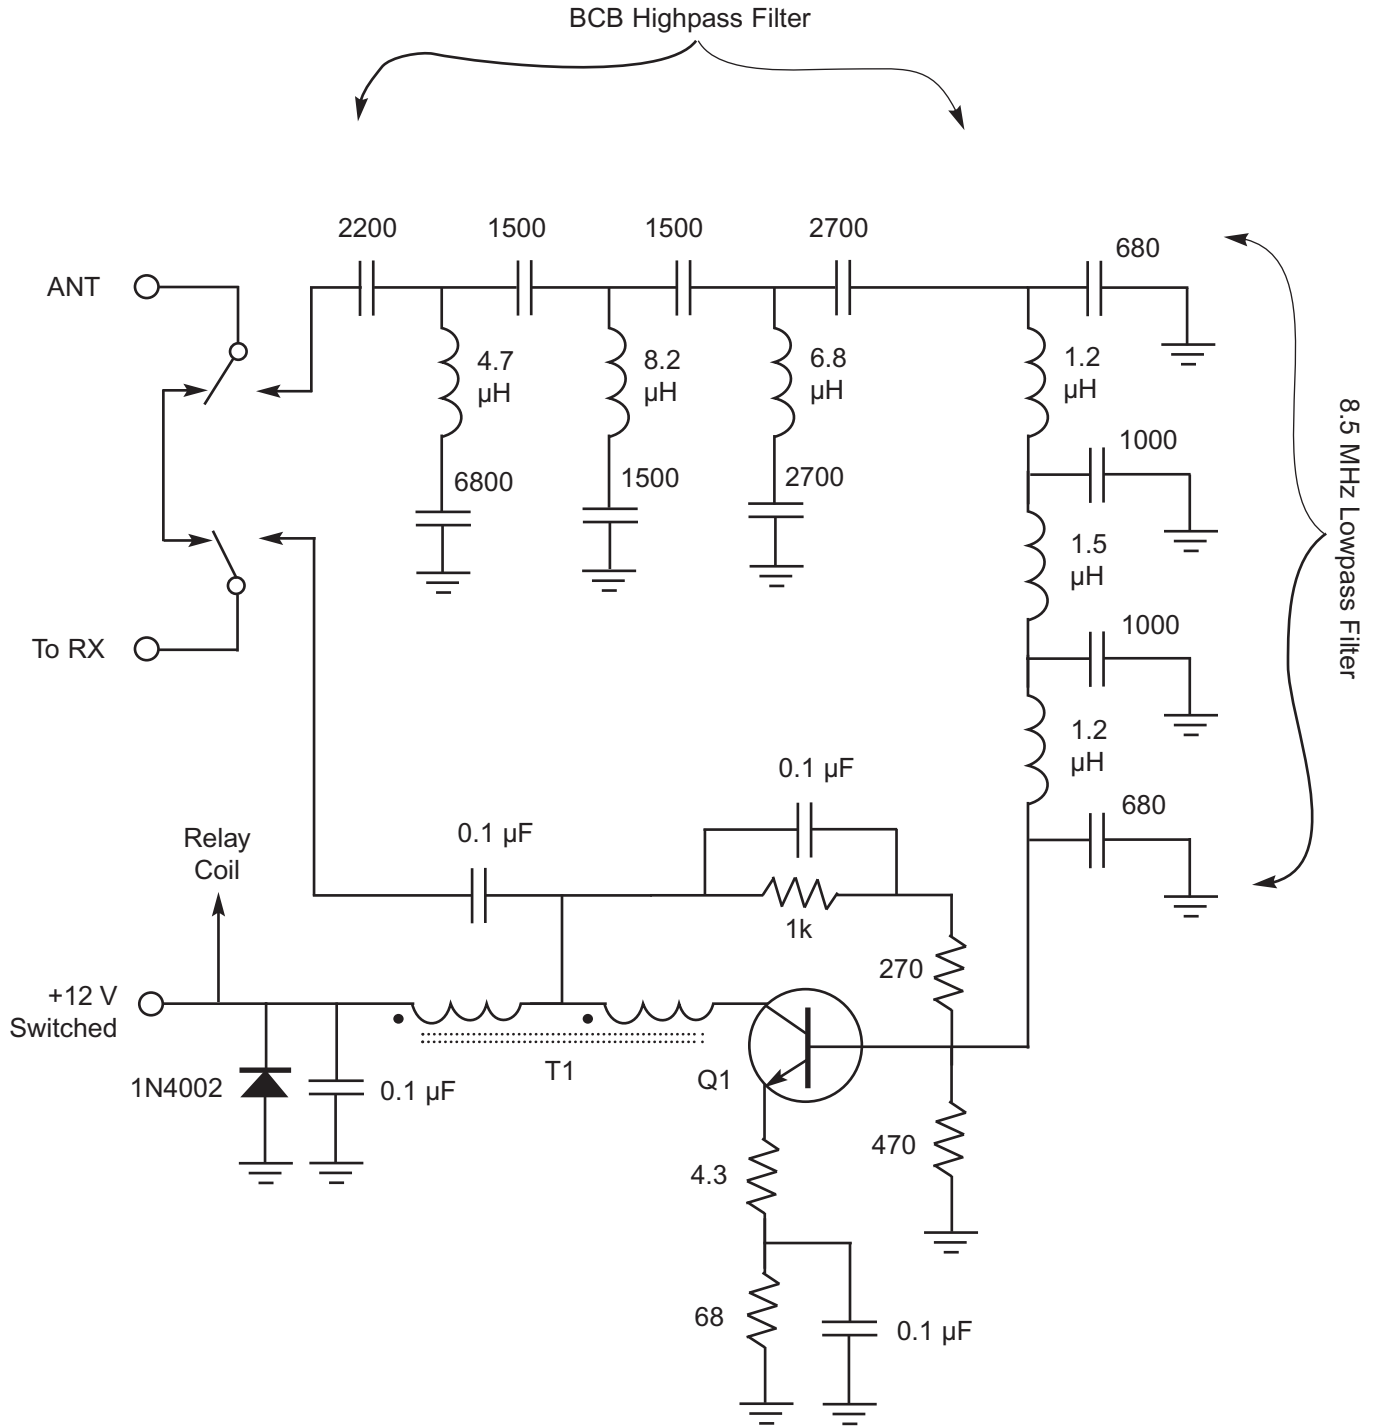 BCB Highpass Filter
2200
1500
1500
2700
680
ANT
4.7
µH
8.2
µH
6.8
µH
1.2
µH
8.5 MHz Lowpass Filter
1000
6800
1500
2700
1.5
µH
1000
To RX
1.2
µH
0.1 µF
680
Relay
Coil
0.1 µF
1k
270
+12 V
Switched
T1
Q1
1N4002
0.1 µF
470
4.3
68
0.1 µF